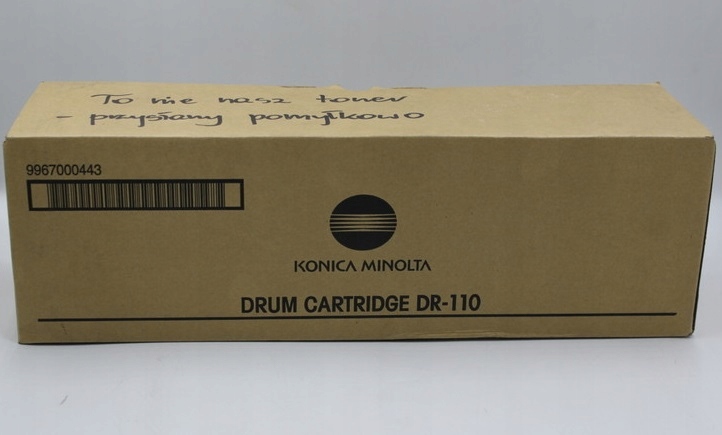 To nie nasz toner
- przysłany pomyłkowo
9967000443
KONICA MINOLTA
DRUM CARTRIDGE DR-110